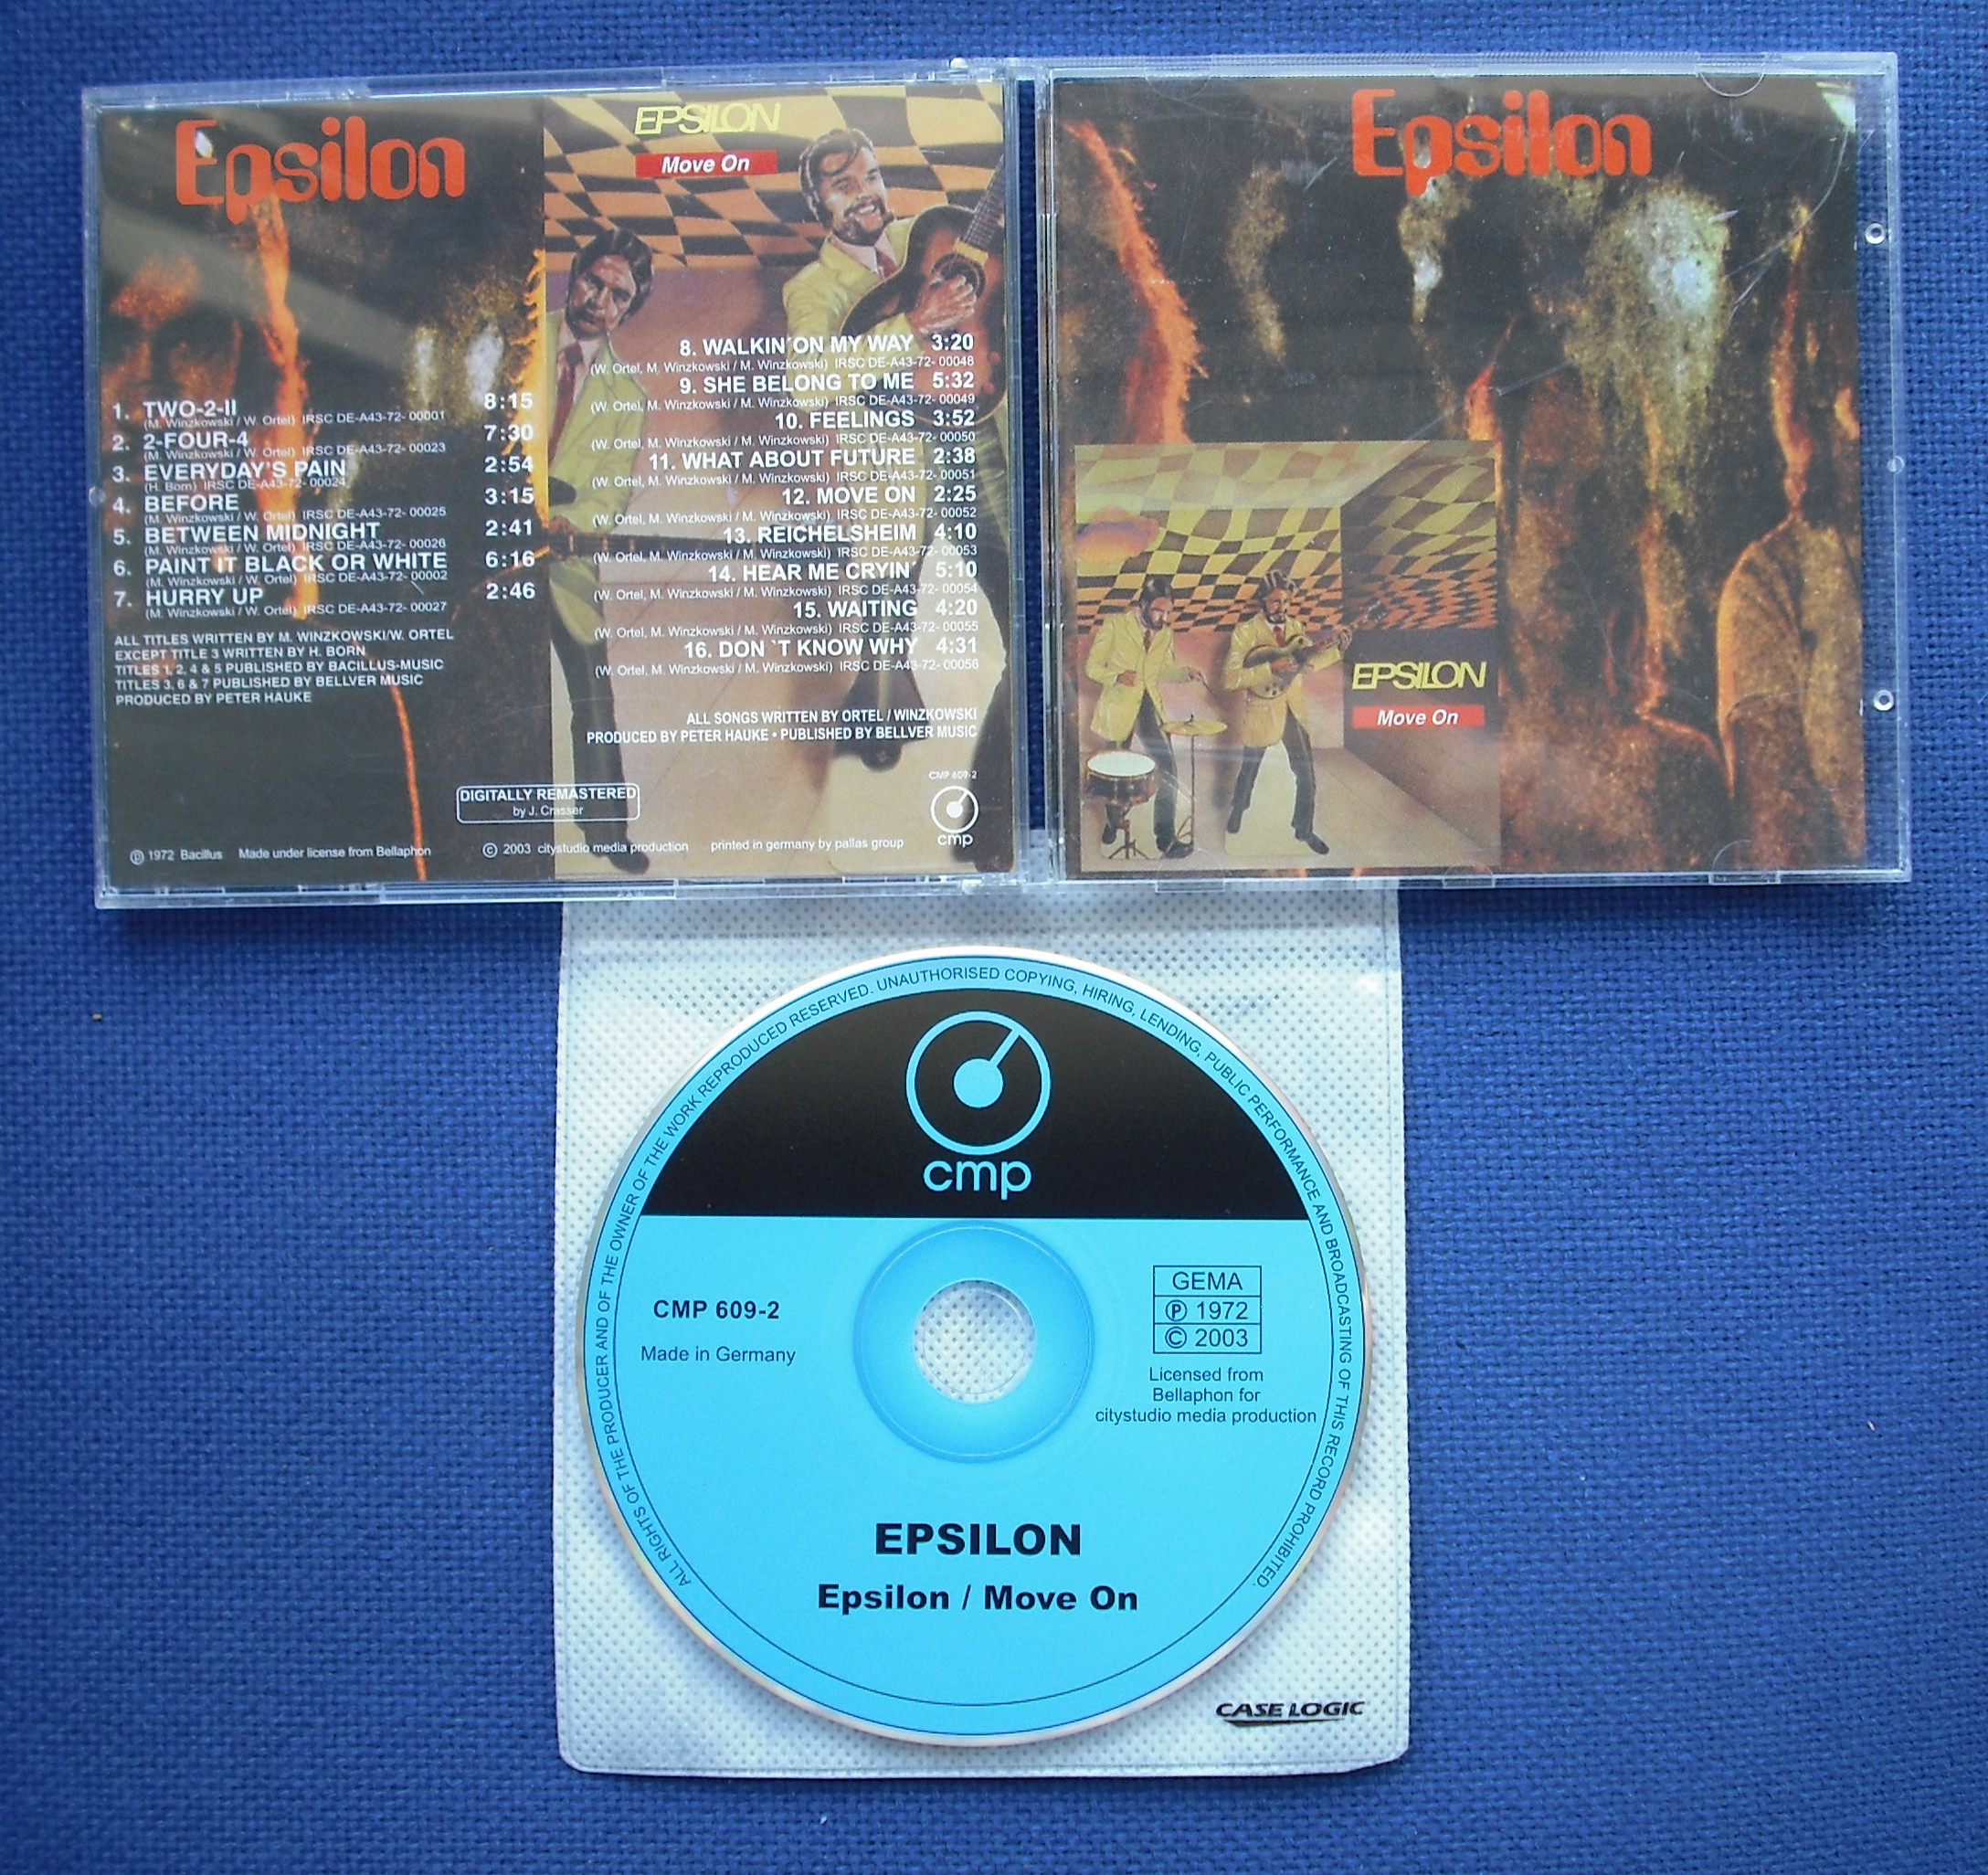 Epsilon
1. TWO-2-II 8:15
(M. Winzkowski / W. Ortel) IRSC DE-A43-72- 00001
2. 2-FOUR-4 7:30
(M. Winzkowski / W. Ortel) IRSC DE-A43-72- 00023
3. EVERYDAY'S PAIN 2:54
(H. Born) IRSC DE-A43-72- 00024
4. BEFORE 3:15
(M. Winzkowski / W. Ortel) IRSC DE-A43-72- 00025
5. BETWEEN MIDNIGHT 2:41
(M. Winzkowski / W. Ortel) IRSC DE-A43-72- 00026
6. PAINT IT BLACK OR WHITE 6:16
(M. Winzkowski / W. Ortel) IRSC DE-A43-72- 00002
7. HURRY UP 2:46
(M. Winzkowski / W. Ortel) IRSC DE-A43-72- 00027
ALL TITLES WRITTEN BY M. WINZKOWSKI/W. ORTEL
EXCEPT TITLE 3 WRITTEN BY H. BORN
TITLES 1, 2, 4 & 5 PUBLISHED BY BACILLUS-MUSIC
TITLES 3, 6 & 7 PUBLISHED BY BELLVER MUSIC
PRODUCED BY PETER HAUKE
EPSILON
Move On
8. WALKIN´ON MY WAY 3:20
(W. Ortel, M. Winzkowski / M. Winzkowski) IRSC DE-A43-72- 00048
9. SHE BELONG TO ME 5:32
(W. Ortel, M. Winzkowski / M. Winzkowski) IRSC DE-A43-72- 00049
10. FEELINGS 3:52
(W. Ortel, M. Winzkowski / M. Winzkowski) IRSC DE-A43-72- 00050
11. WHAT ABOUT FUTURE 2:38
(W. Ortel, M. Winzkowski / M. Winzkowski) IRSC DE-A43-72- 00051
12. MOVE ON 2:25
(W. Ortel, M. Winzkowski / M. Winzkowski) IRSC DE-A43-72- 00052
13. REICHELSHEIM 4:10
(W. Ortel, M. Winzkowski / M. Winzkowski) IRSC DE-A43-72- 00053
14. HEAR ME CRYIN' 5:10
(W. Ortel, M. Winzkowski / M. Winzkowski) IRSC DE-A43-72- 00054
15. WAITING 4:20
(W. Ortel, M. Winzkowski / M. Winzkowski) IRSC DE-A43-72- 00055
16. DON`T KNOW WHY 4:31
(W. Ortel, M. Winzkowski / M. Winzkowski) IRSC DE-A43-72- 00056
ALL SONGS WRITTEN BY ORTEL / WINZKOWSKI
PRODUCED BY PETER HAUKE • PUBLISHED BY BELLVER MUSIC
DIGITALLY REMASTERED
by J. Crasser
CMP 609-2
cmp
℗ 1972 Bacillus Made under license from Bellaphon © 2003 citystudio media production printed in germany by pallas group
Epsilon
EPSILON
Move On
ALL RIGHTS OF THE PRODUCER AND OF THE OWNER OF THE WORK REPRODUCED RESERVED. UNAUTHORISED COPYING, HIRING, LENDING, PUBLIC PERFORMANCE AND BROADCASTING OF THIS RECORD PROHIBITED.
cmp
CMP 609-2
Made in Germany
GEMA
℗ 1972
© 2003
Licensed from
Bellaphon for
citystudio media production
EPSILON
Epsilon / Move On
CASE LOGIC